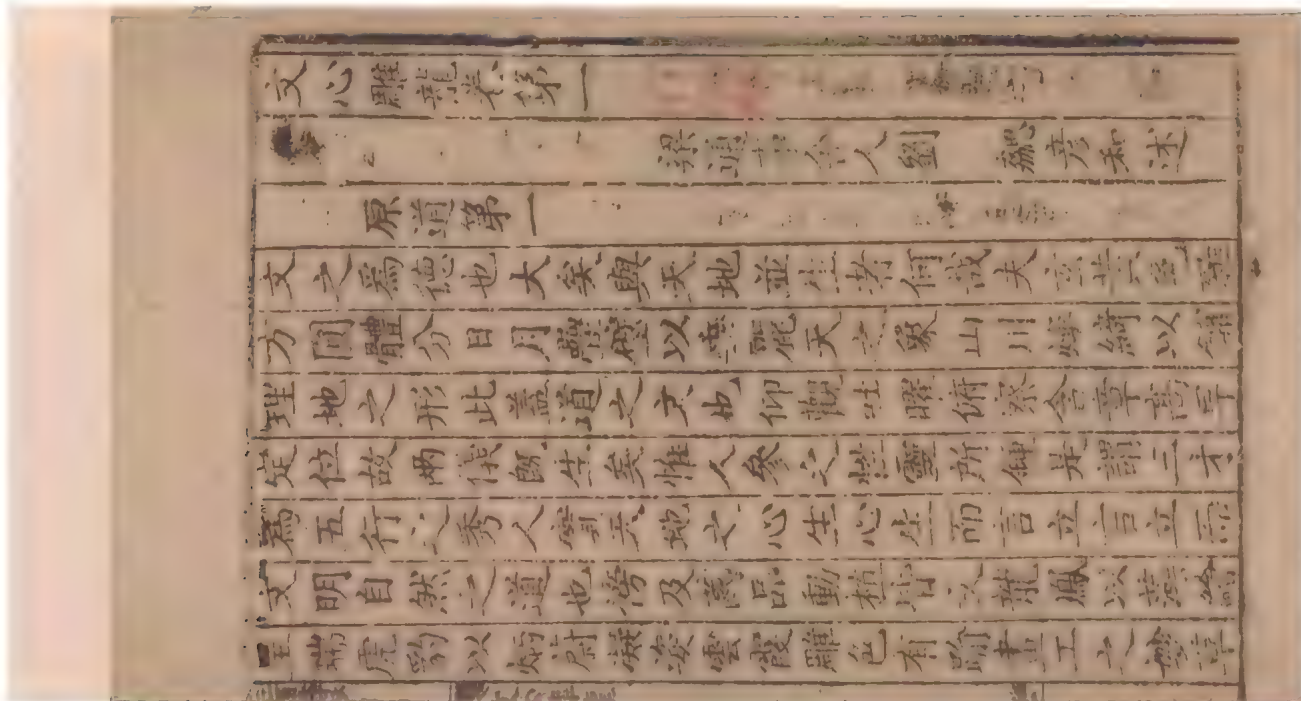 文心雕龍卷第一
梁通事舍人劉 勰彥和述
原道第一
文之爲德也大矣與天地並生者何哉夫玄黃色雜
方圓體分日月疊璧以垂麗天之象山川煥綺以鋪
理地之形此蓋道之文也仰觀吐曜俯察含章高卑
定位故兩儀既生矣惟人參之性靈所鍾是謂三才
爲五行之秀人實天地之心生心生而言立言立而
文明自然之道也傍及萬品動植皆文龍鳳以藻繪
呈瑞虎豹以炳蔚凝姿雲霞雕色有踰畫工之妙草